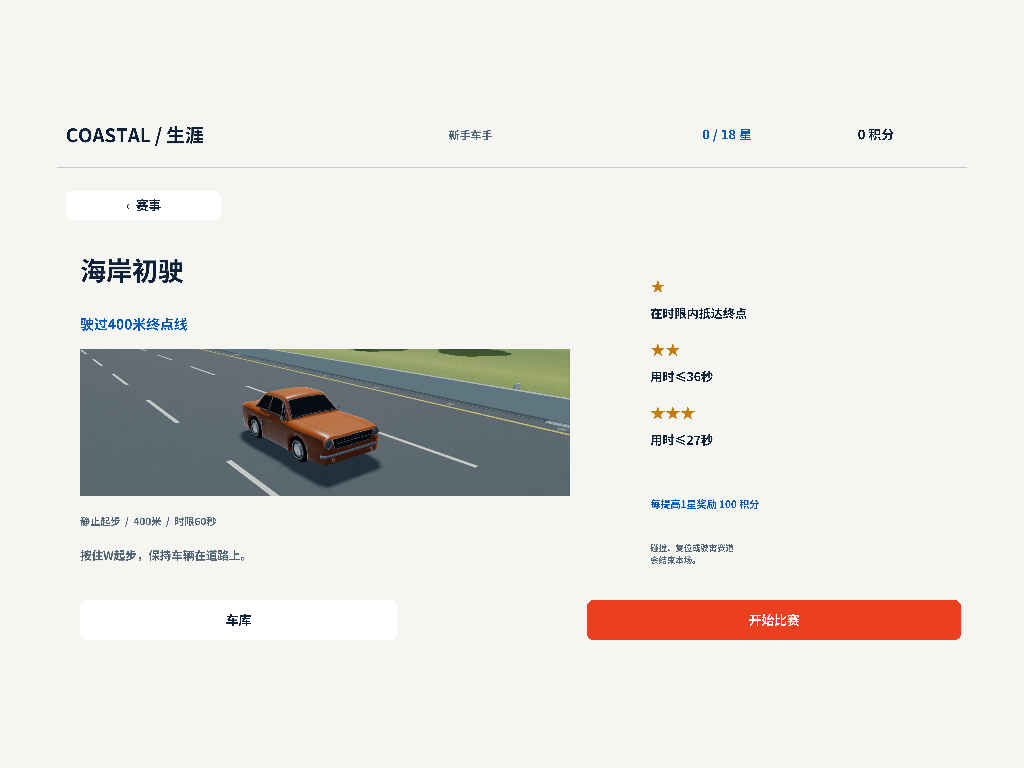 COASTAL / 生涯
新手车手
0 / 18 星
0 积分
‹ 赛事
海岸初驶
驶过400米终点线
静止起步 / 400米 / 时限60秒
按住W起步，保持车辆在道路上。
★
在时限内抵达终点
★★
用时≤36秒
★★★
用时≤27秒
每提高1星奖励 100 积分
碰撞、复位或驶离赛道
会结束本场。
车库
开始比赛